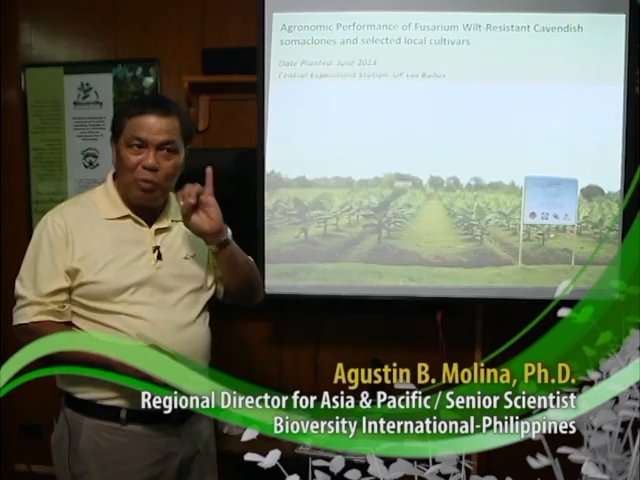 Agronomic Performance of Fusarium Wilt-Resistant Cavendish
somaclones and selected local cultivars
Date Planted: June 2013
Central Experiment Station, UP Los Baños
Bioversity
Agustin B. Molina, Ph.D.
Regional Director for Asia & Pacific / Senior Scientist
Bioversity International-Philippines